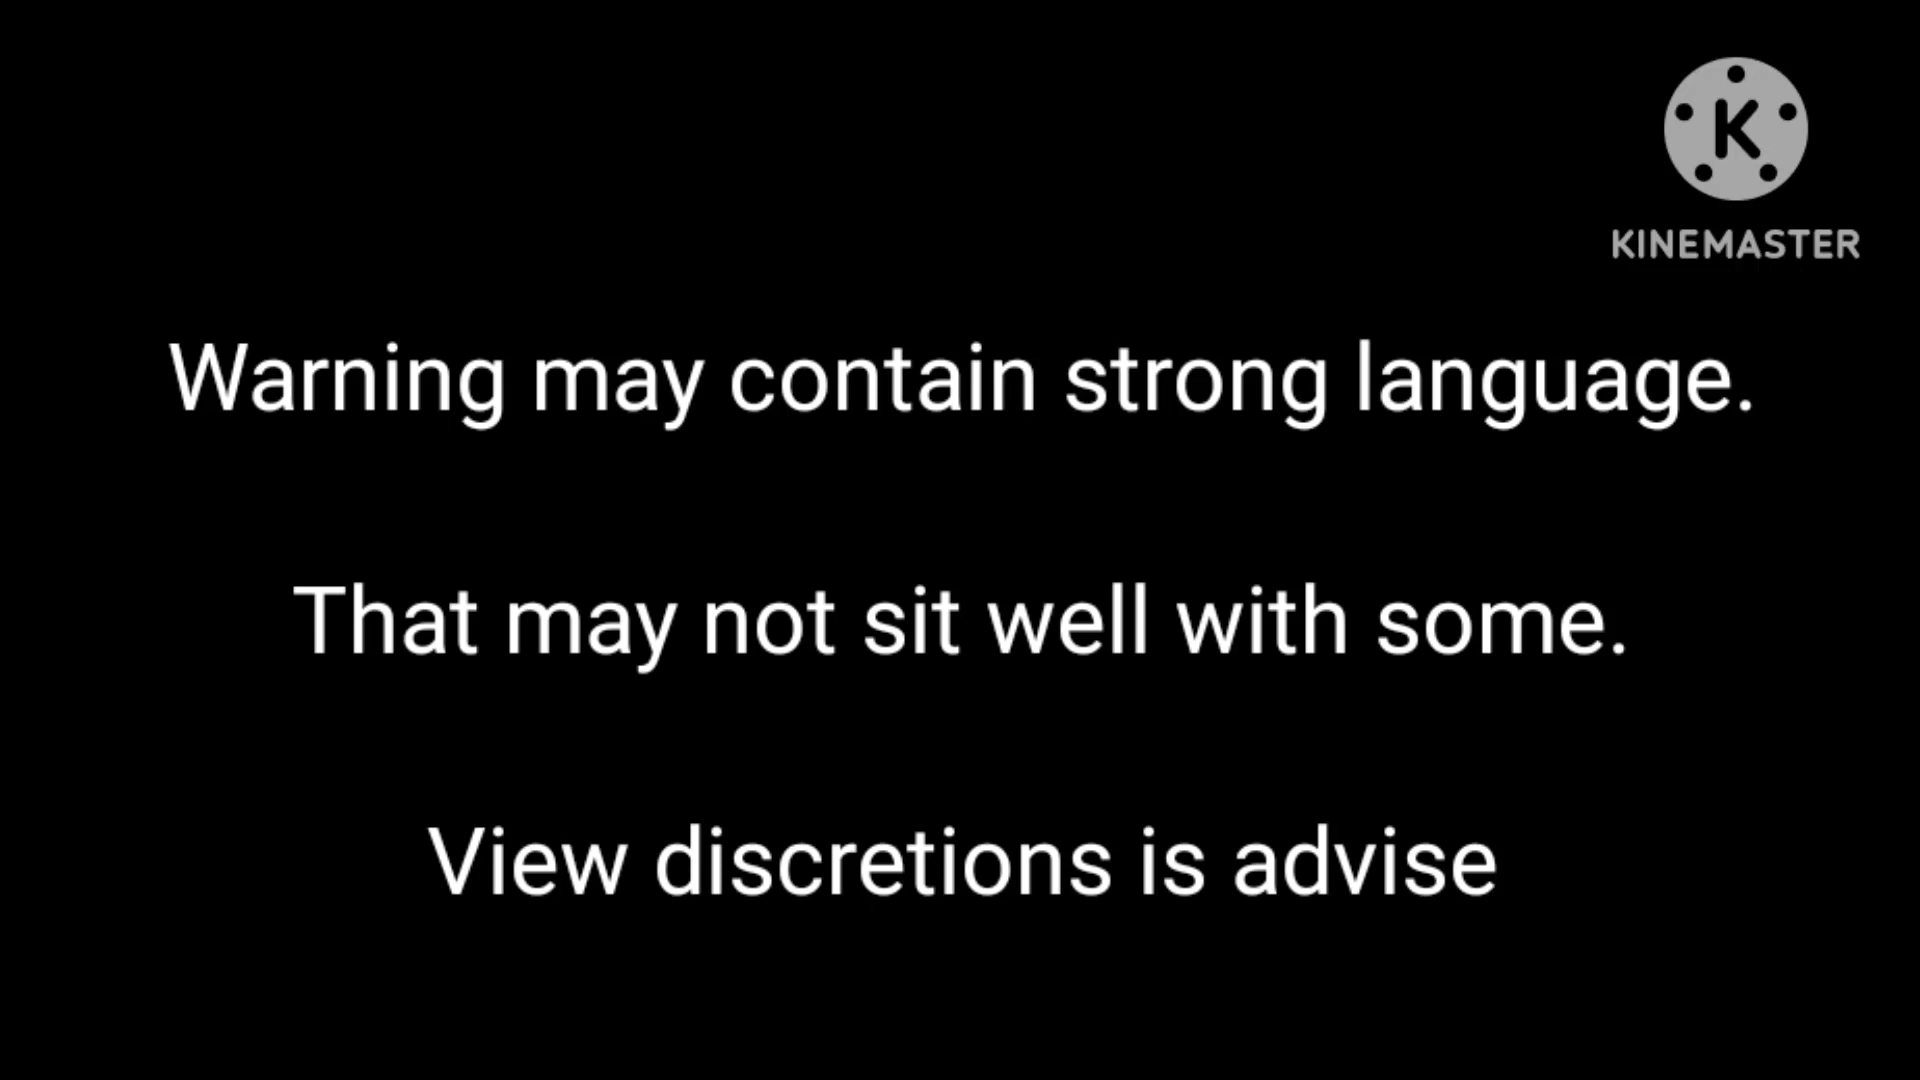 K
KINEMASTER
Warning may contain strong language.
That may not sit well with some.
View discretions is advise